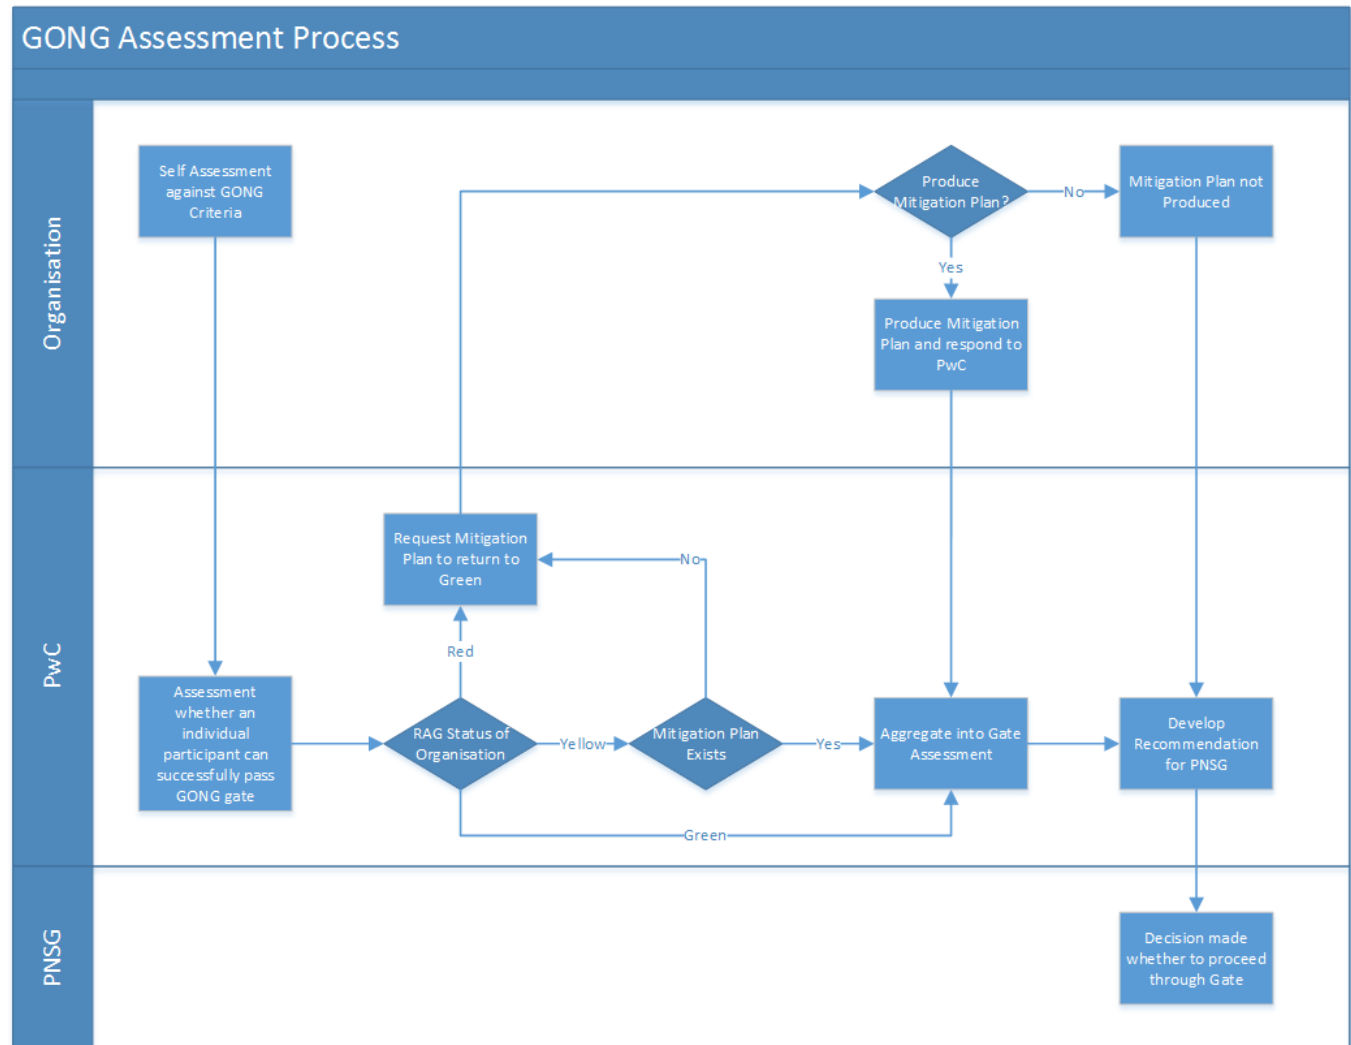 GONG Assessment Process
Organisation
Self Assessment
against GONG
Criteria
Produce
Mitigation Plan?
No
Mitigation Plan not
Produced
Yes
Produce Mitigation
Plan and respond to
PwC
PwC
Request Mitigation
Plan to return to
Green
No
Red
Assessment
whether an
individual
participant can
successfully pass
GONG gate
RAG Status of
Organisation
Yellow
Mitigation Plan
Exists
Yes
Aggregate into Gate
Assessment
Develop
Recommendation
for PNSG
Green
PNSG
Decision made
whether to proceed
through Gate